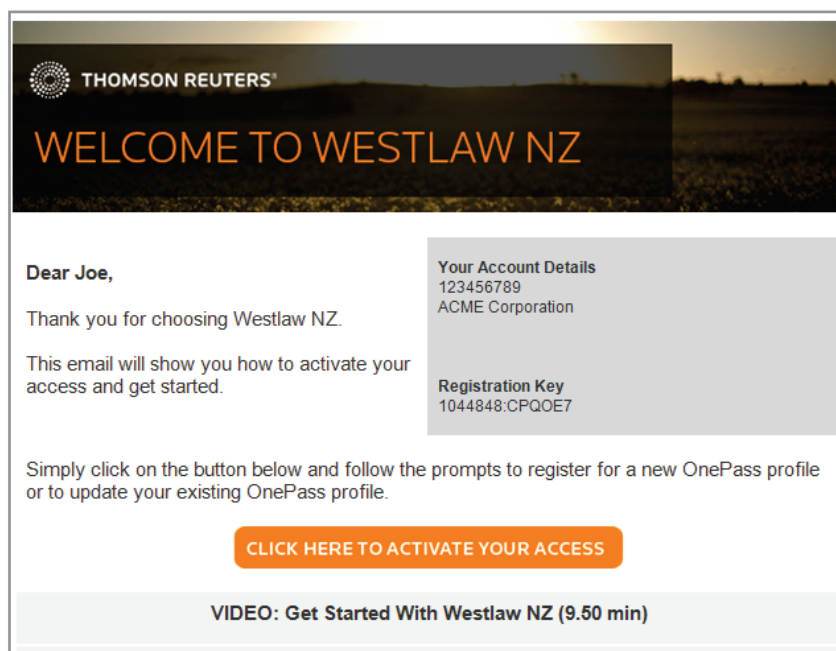 THOMSON REUTERS®
WELCOME TO WESTLAW NZ
Dear Joe,
Thank you for choosing Westlaw NZ.
This email will show you how to activate your
access and get started.
Your Account Details
123456789
ACME Corporation
Registration Key
1044848:CPQOE7
Simply click on the button below and follow the prompts to register for a new OnePass profile
or to update your existing OnePass profile.
CLICK HERE TO ACTIVATE YOUR ACCESS
VIDEO: Get Started With Westlaw NZ (9.50 min)